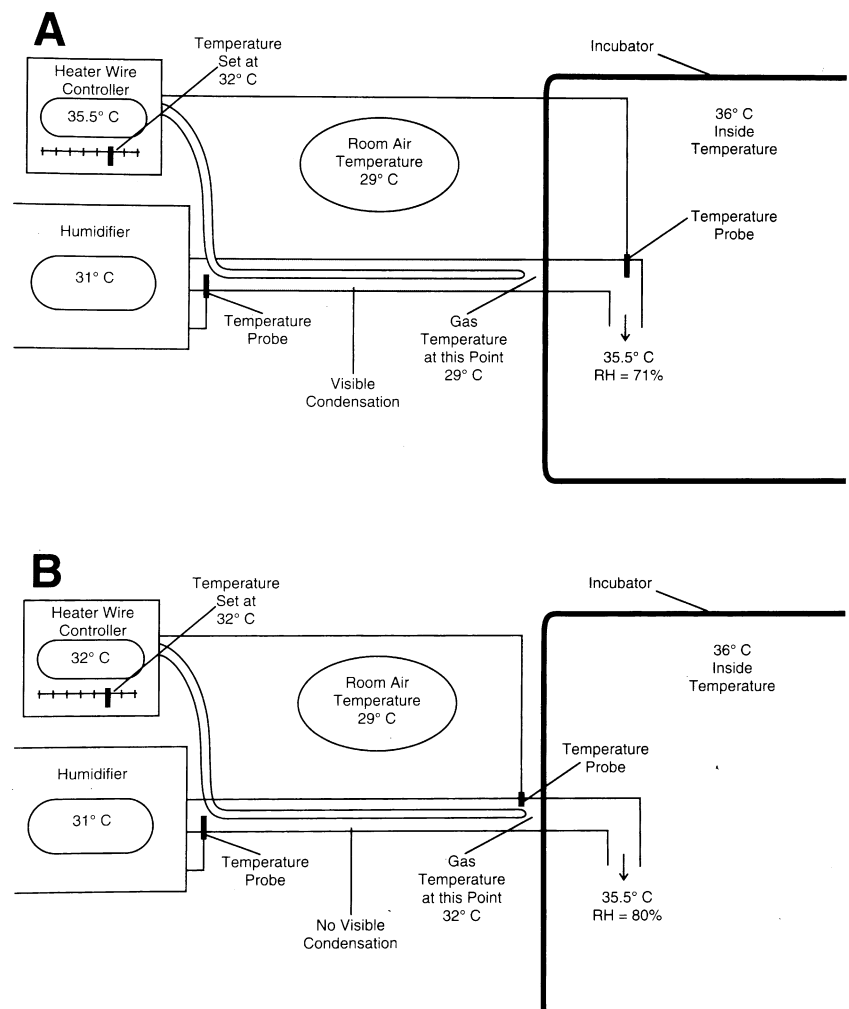 A
Temperature
Set at
32° C
Incubator
Heater Wire
Controller
35.5° C
36° C
Inside
Temperature
Room Air
Temperature
29° C
Temperature
Probe
Humidifier
31° C
Temperature
Probe
Gas
Temperature
at this Point
29° C
35.5° C
RH = 71%
Visible
Condensation
B
Temperature
Set at
32° C
Incubator
Heater Wire
Controller
32° C
36° C
Inside
Temperature
Room Air
Temperature
29° C
Temperature
Probe
Humidifier
31° C
Temperature
Probe
Gas
Temperature
at this Point
32° C
35.5° C
RH = 80%
No Visible
Condensation